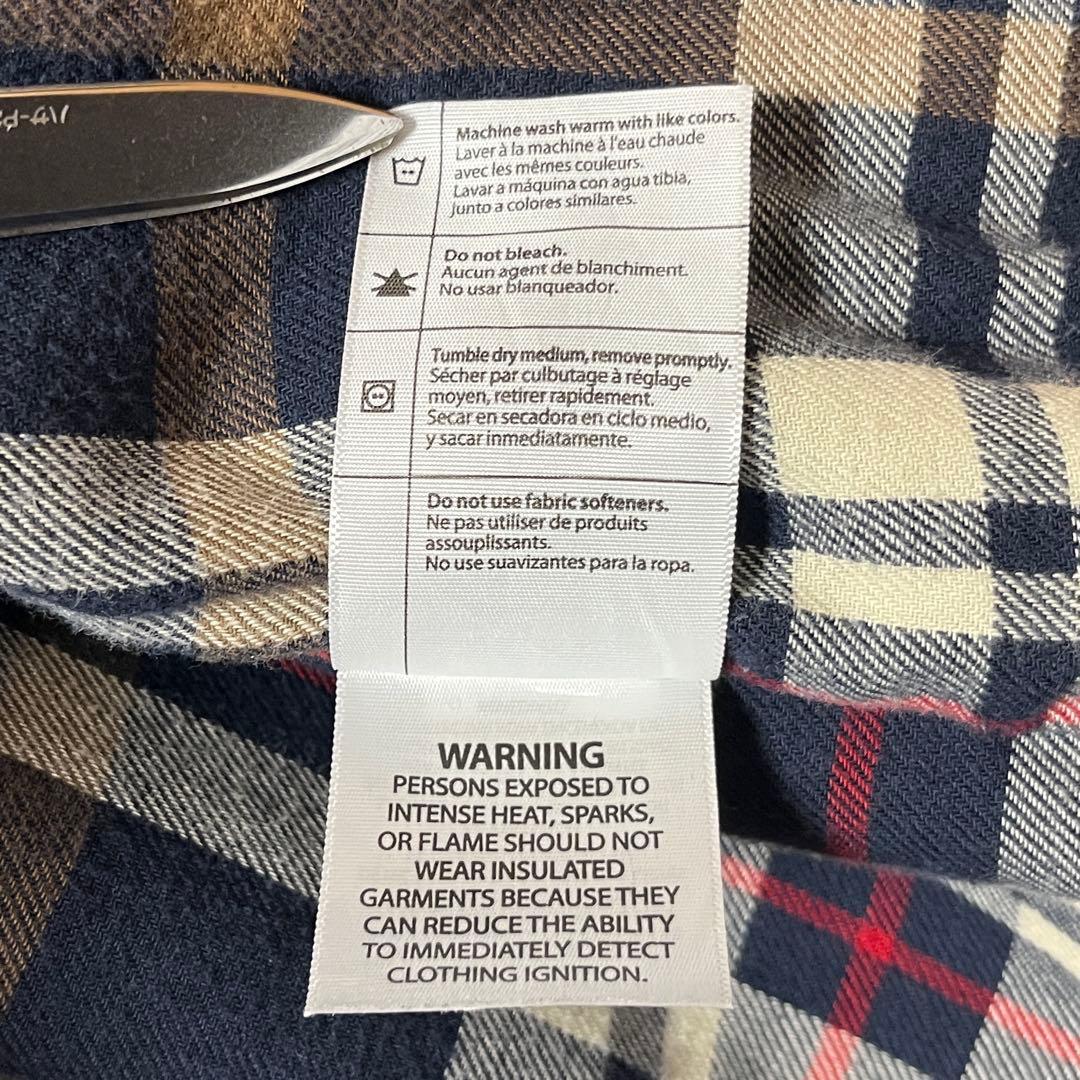 Machine wash warm with like colors.
Laver à la machine à l'eau chaude
avec les mêmes couleurs.
Lavar a máquina con agua tibia,
junto a colores similares.
Do not bleach.
Aucun agent de blanchiment.
No usar blanqueador.
Tumble dry medium, remove promptly.
Sécher par culbutage à réglage
moyen, retirer rapidement.
Secar en secadora en ciclo medio,
y sacar inmediatamente.
Do not use fabric softeners.
Ne pas utiliser de produits
assouplissants.
No use suavizantes para la ropa.
WARNING
PERSONS EXPOSED TO
INTENSE HEAT, SPARKS,
OR FLAME SHOULD NOT
WEAR INSULATED
GARMENTS BECAUSE THEY
CAN REDUCE THE ABILITY
TO IMMEDIATELY DETECT
CLOTHING IGNITION.